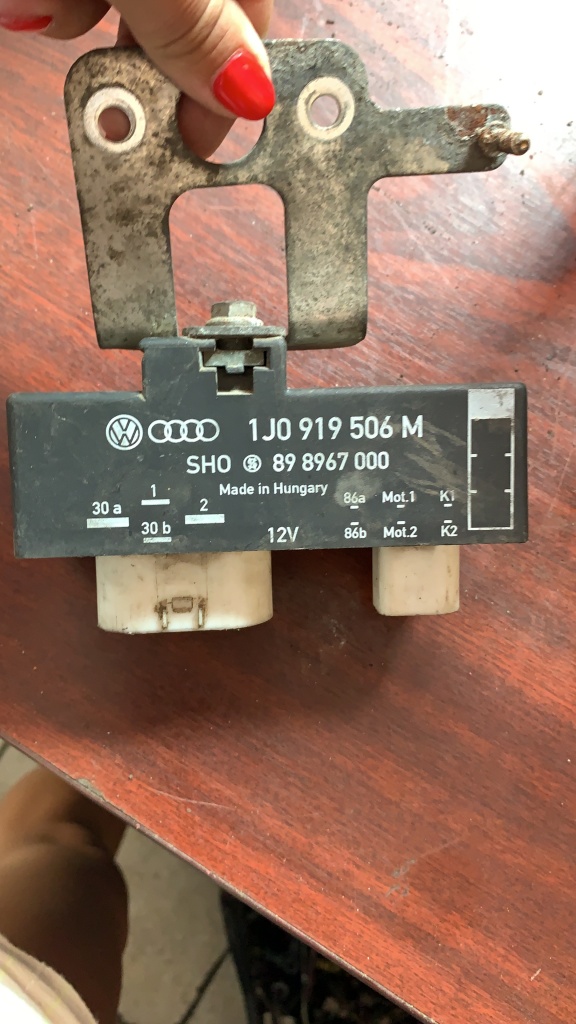 1J0 919 506 M
SHO 89 8967 000
Made in Hungary
30 a 1 2 86a Mot.1 K1
30 b 12V 86b Mot.2 K2